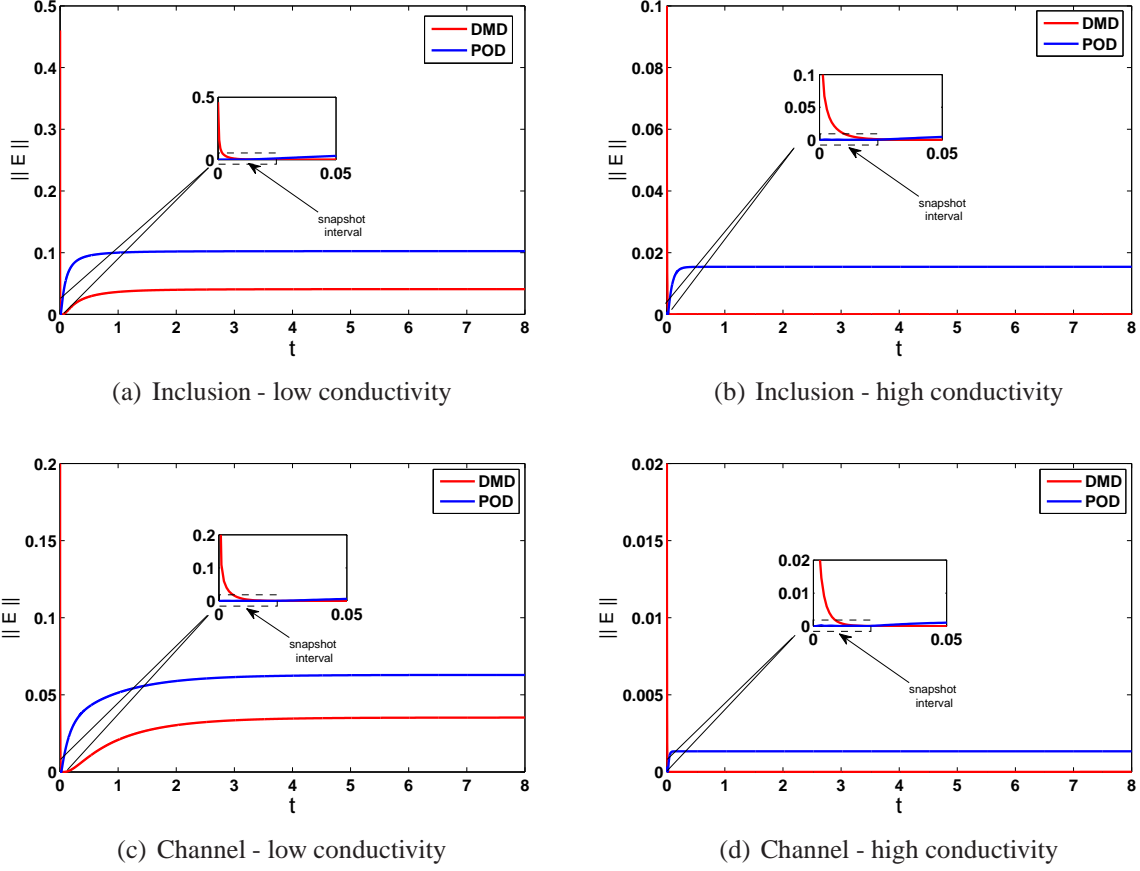 0.5
0.4
0.3
0.2
0.1
0
|| E ||
DMD
POD
0.5
0
0 0.05
snapshot
interval
0 1 2 3 4 5 6 7 8
t
(a) Inclusion - low conductivity
0.1
0.08
0.06
0.04
0.02
0
|| E ||
DMD
POD
0.1
0.05
0
0 0.05
snapshot
interval
0 1 2 3 4 5 6 7 8
t
(b) Inclusion - high conductivity
0.2
0.15
0.1
0.05
0
|| E ||
DMD
POD
0.2
0.1
0
0 0.05
snapshot
interval
0 1 2 3 4 5 6 7 8
t
(c) Channel - low conductivity
0.02
0.015
0.01
0.005
0
|| E ||
DMD
POD
0.02
0.01
0
0 0.05
snapshot
interval
0 1 2 3 4 5 6 7 8
t
(d) Channel - high conductivity